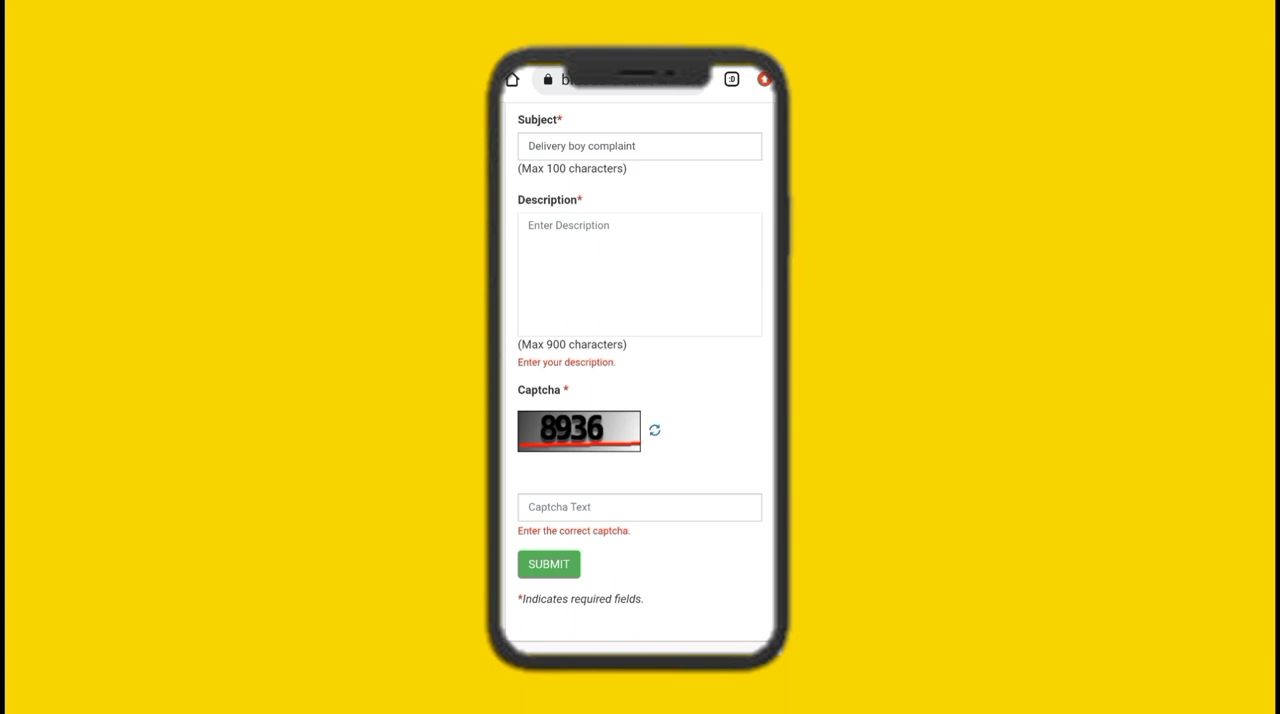 Subject*
Delivery boy complaint
(Max 100 characters)
Description*
Enter Description
(Max 900 characters)
Enter your description.
Captcha *
8936
Captcha Text
Enter the correct captcha.
SUBMIT
*Indicates required fields.